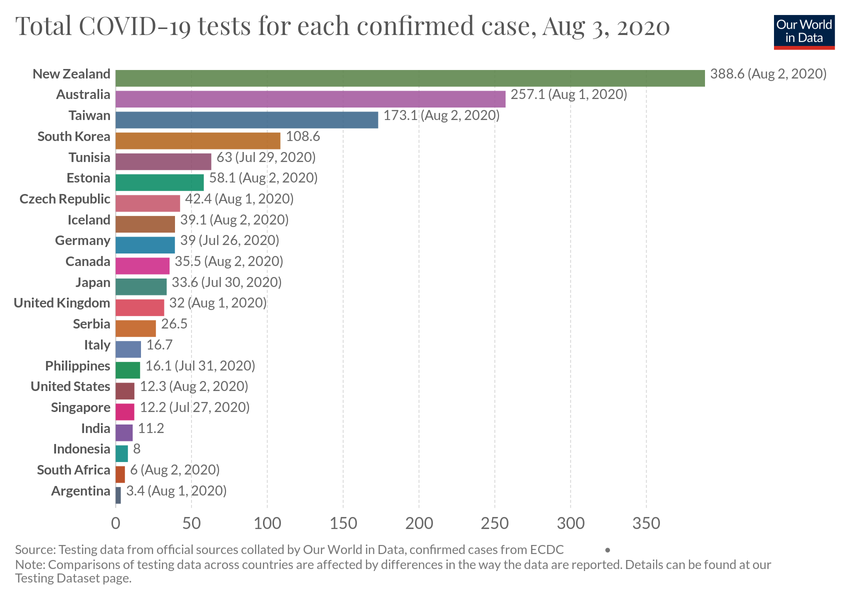 Total COVID-19 tests for each confirmed case, Aug 3, 2020
Our World
in Data
New Zealand 388.6 (Aug 2, 2020)
Australia 257.1 (Aug 1, 2020)
Taiwan 173.1 (Aug 2, 2020)
South Korea 108.6
Tunisia 63 (Jul 29, 2020)
Estonia 58.1 (Aug 2, 2020)
Czech Republic 42.4 (Aug 1, 2020)
Iceland 39.1 (Aug 2, 2020)
Germany 39 (Jul 26, 2020)
Canada 35.5 (Aug 2, 2020)
Japan 33.6 (Jul 30, 2020)
United Kingdom 32 (Aug 1, 2020)
Serbia 26.5
Italy 16.7
Philippines 16.1 (Jul 31, 2020)
United States 12.3 (Aug 2, 2020)
Singapore 12.2 (Jul 27, 2020)
India 11.2
Indonesia 8
South Africa 6 (Aug 2, 2020)
Argentina 3.4 (Aug 1, 2020)
0 50 100 150 200 250 300 350
Source: Testing data from official sources collated by Our World in Data, confirmed cases from ECDC •
Note: Comparisons of testing data across countries are affected by differences in the way the data are reported. Details can be found at our
Testing Dataset page.